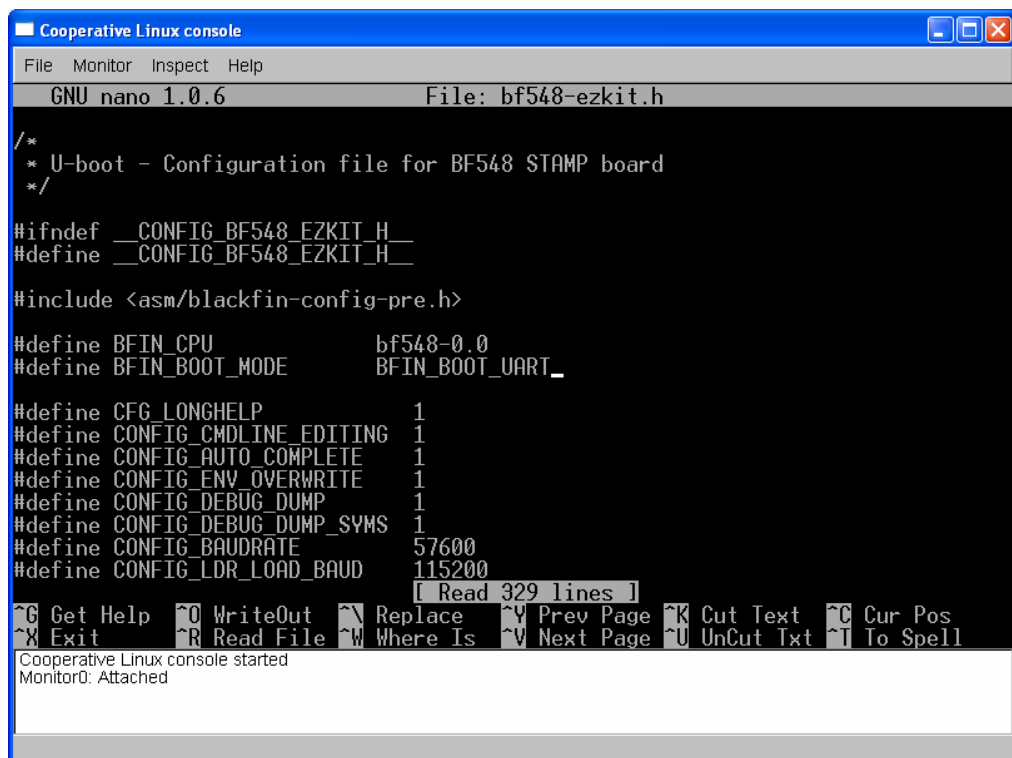 Cooperative Linux console
File Monitor Inspect Help
GNU nano 1.0.6 File: bf548-ezkit.h
/*
* U-boot - Configuration file for BF548 STAMP board
*/
#ifndef __CONFIG_BF548_EZKIT_H__
#define __CONFIG_BF548_EZKIT_H__
#include <asm/blackfin-config-pre.h>
#define BFIN_CPU bf548-0.0
#define BFIN_BOOT_MODE BFIN_BOOT_UART
#define CFG_LONGHELP 1
#define CONFIG_CMDLINE_EDITING 1
#define CONFIG_AUTO_COMPLETE 1
#define CONFIG_ENV_OVERWRITE 1
#define CONFIG_DEBUG_DUMP 1
#define CONFIG_DEBUG_DUMP_SYMS 1
#define CONFIG_BAUDRATE 57600
#define CONFIG_LDR_LOAD_BAUD 115200
[ Read 329 lines ]
^G Get Help ^O WriteOut ^\ Replace ^Y Prev Page ^K Cut Text ^C Cur Pos
^X Exit ^R Read File ^W Where Is ^V Next Page ^U UnCut Txt ^T To Spell
Cooperative Linux console started
Monitor0: Attached